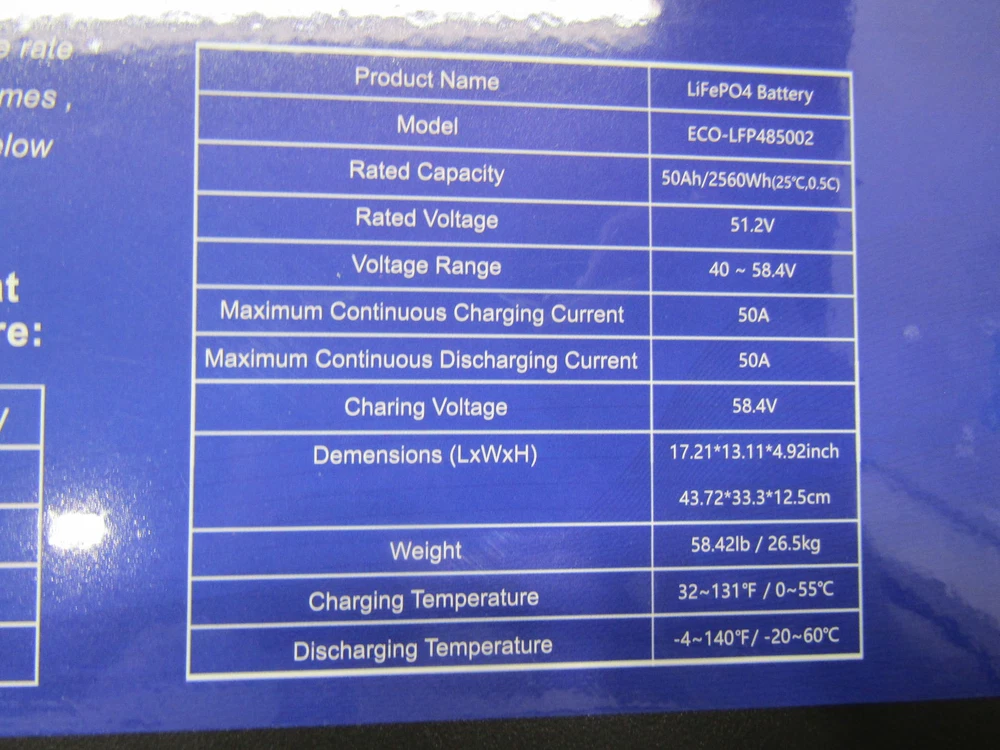 rate
mes ,
low
t
re:
Product Name LiFePO4 Battery
Model ECO-LFP485002
Rated Capacity 50Ah/2560Wh(25℃,0.5C)
Rated Voltage 51.2V
Voltage Range 40 ~ 58.4V
Maximum Continuous Charging Current 50A
Maximum Continuous Discharging Current 50A
Charing Voltage 58.4V
Demensions (LxWxH) 17.21*13.11*4.92inch
43.72*33.3*12.5cm
Weight 58.42lb / 26.5kg
Charging Temperature 32~131℉ / 0~55℃
Discharging Temperature -4~140℉/ -20~60℃